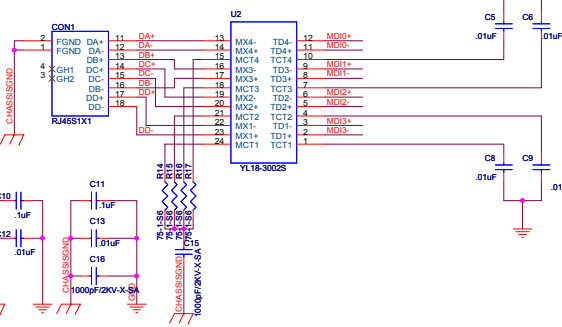 CON1
U2
C5
.01uF
C6
.01uF
2
1
FGND
FGND
4
3
GH1
GH2
DA+
DA-
DB+
DC+
DC-
DB-
DD+
DD-
11
12
13
14
15
16
17
18
DA+
DA-
DB+
DC+
DC-
DB-
DD+
DD-
RJ45S1X1
CHASSISGND
13
14
15
16
17
18
19
20
21
22
23
24
MX4-
MX4+
MCT4
MX3-
MX3+
MCT3
MX2-
MX2+
MCT2
MX1-
MX1+
MCT1
TD4-
TD4+
TCT4
TD3-
TD3+
TCT3
TD2-
TD2+
TCT2
TD1-
TD1+
TCT1
12
11
10
9
8
7
6
5
4
3
2
1
MDI0+
MDI0-
MDI1+
MDI1-
MDI2+
MDI2-
MDI3+
MDI3-
YL18-3002S
R14
R15
R16
R17
75-1-S6
75-1-S6
75-1-S6
75-1-S6
C8
.01uF
C9
.01
C10
.1uF
C12
.01uF
C11
.1uF
C13
.01uF
C16
1000pF/2KV-X-SA
CHASSISGND
GND
C15
1000pF/2KV-X-SA
CHASSISGND